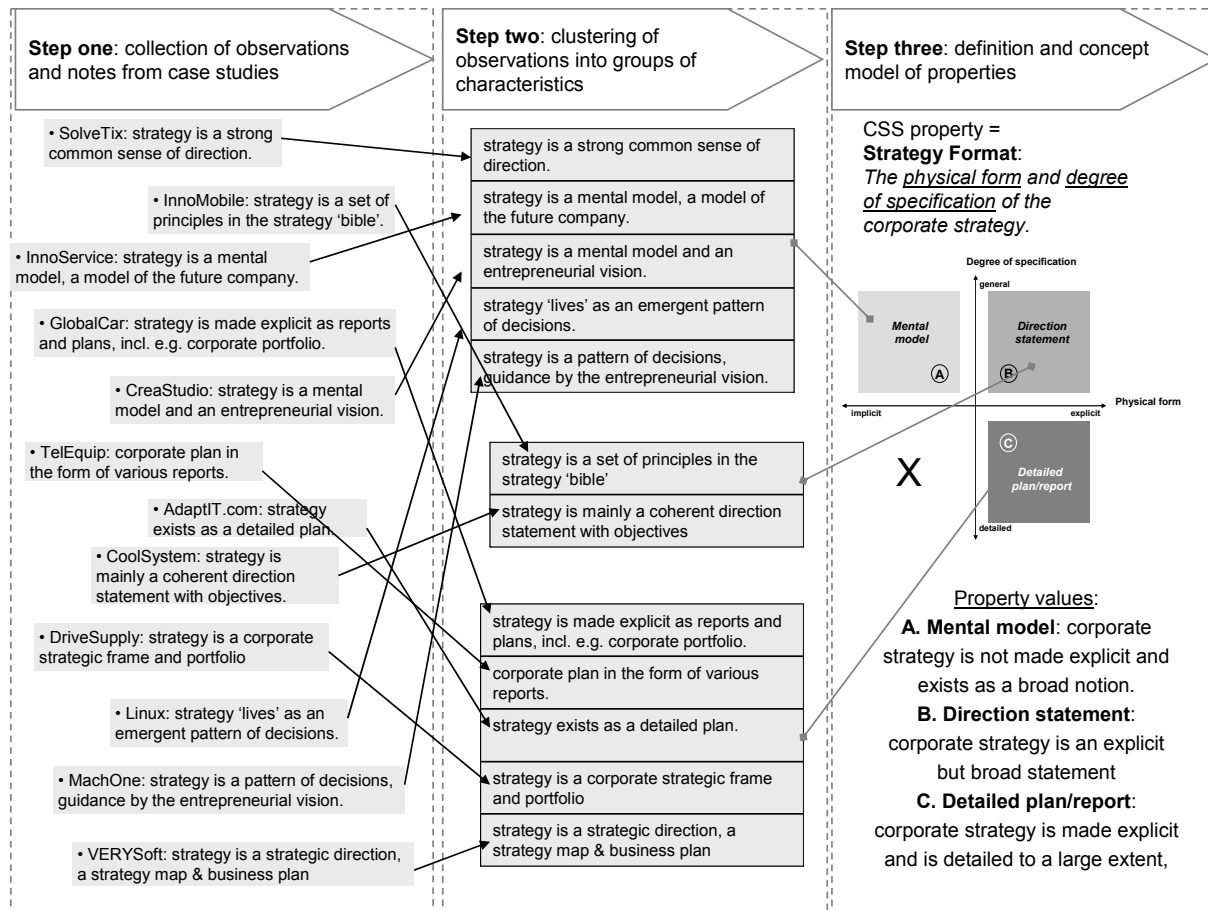 Step one: collection of observations
and notes from case studies
• SolveTix: strategy is a strong
common sense of direction.
• InnoMobile: strategy is a set of
principles in the strategy ‘bible’.
• InnoService: strategy is a mental
model, a model of the future company.
• GlobalCar: strategy is made explicit as reports
and plans, incl. e.g. corporate portfolio.
• CreaStudio: strategy is a mental
model and an entrepreneurial vision.
• TelEquip: corporate plan in
the form of various reports.
• AdaptIT.com: strategy
exists as a detailed plan.
• CoolSystem: strategy is
mainly a coherent direction
statement with objectives.
• DriveSupply: strategy is a corporate
strategic frame and portfolio
• Linux: strategy ‘lives’ as an
emergent pattern of decisions.
• MachOne: strategy is a pattern of decisions,
guidance by the entrepreneurial vision.
• VERYSoft: strategy is a strategic direction,
a strategy map & business plan
Step two: clustering of
observations into groups of
characteristics
strategy is a strong common sense of
direction.
strategy is a mental model, a model of
the future company.
strategy is a mental model and an
entrepreneurial vision.
strategy ‘lives’ as an emergent pattern
of decisions.
strategy is a pattern of decisions,
guidance by the entrepreneurial vision.
strategy is a set of principles in the
strategy ‘bible’
strategy is mainly a coherent direction
statement with objectives
strategy is made explicit as reports and
plans, incl. e.g. corporate portfolio.
corporate plan in the form of various
reports.
strategy exists as a detailed plan.
strategy is a corporate strategic frame
and portfolio
strategy is a strategic direction, a
strategy map & business plan
Step three: definition and concept
model of properties
CSS property =
Strategy Format:
The physical form and degree
of specification of the
corporate strategy.
Degree of specification
general
Mental
model
A
Direction
statement
B
implicit
explicit
Physical form
C
X
Detailed
plan/report
detailed
Property values:
A. Mental model: corporate
strategy is not made explicit and
exists as a broad notion.
B. Direction statement:
corporate strategy is an explicit
but broad statement
C. Detailed plan/report:
corporate strategy is made explicit
and is detailed to a large extent,